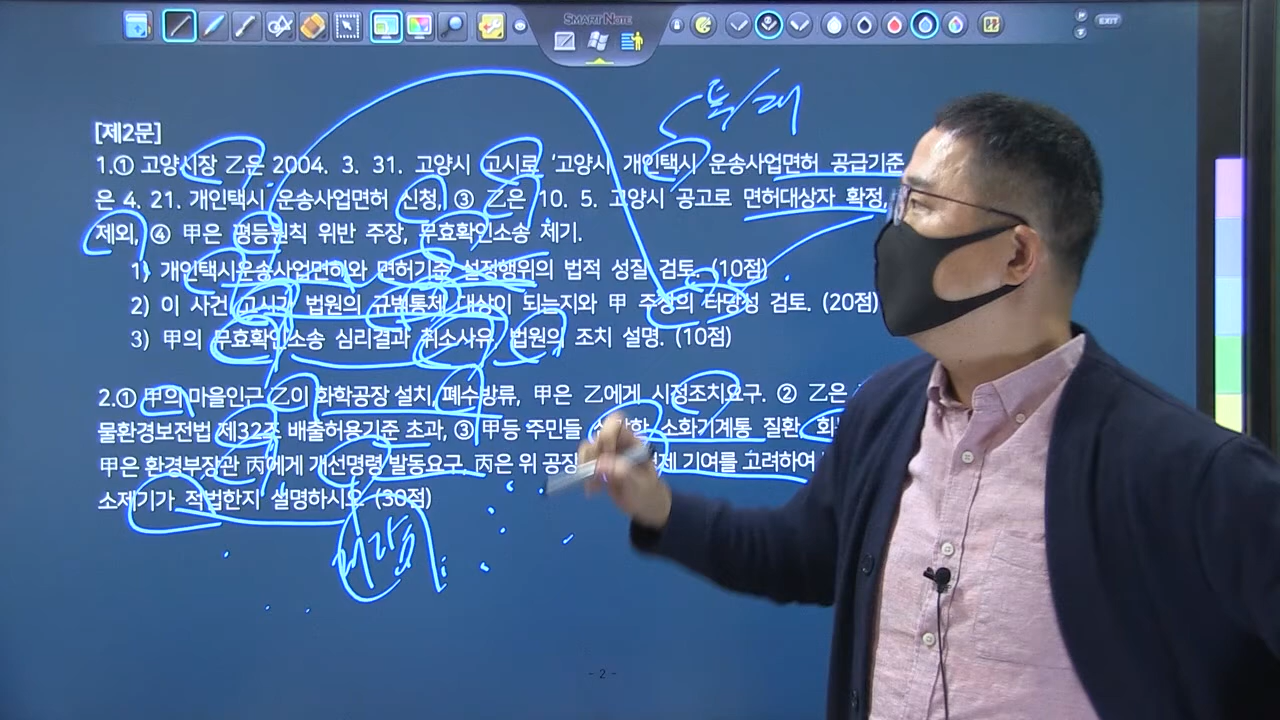 SMART NOTE
EXIT
특/재
[제2문]
1.① 고양시장 乙은 2004. 3. 31. 고양시 고시로 '고양시 개인택시 운송사업면허 공급기준
은 4. 21. 개인택시 운송사업면허 신청, ③ 乙은 10. 5. 고양시 공고로 면허대상자 확정,
제외, ④ 甲은 평등원칙 위반 주장, 무효확인소송 제기.
1) 개인택시운송사업면허와 면허기준 설정행위의 법적 성질 검토. (10점)
2) 이 사건 고시가 법원의 규범통제 대상이 되는지와 甲 주장의 타당성 검토. (20점)
3) 甲의 무효확인소송 심리결과 취소사유, 법원의 조치 설명. (10점)
2.① 甲의 마을인근 乙이 화학공장 설치, 폐수방류, 甲은 乙에게 시정조치요구. ② 乙은
물환경보전법 제32조 배출허용기준 초과, ③ 甲등 주민들 소화기계통 질환,
甲은 환경부장관 丙에게 개선명령 발동요구, 丙은 위 공장 기여를 고려하여
소제기가 적법한지 설명하시오 (30점)
- 2 -